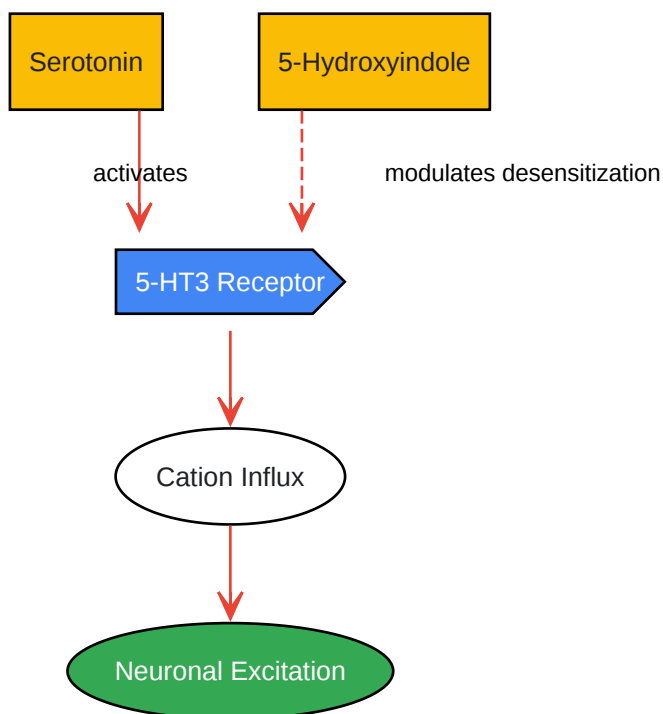 Serotonin
5-Hydroxyindole
activates
modulates desensitization
5-HT3 Receptor
Cation Influx
Neuronal Excitation